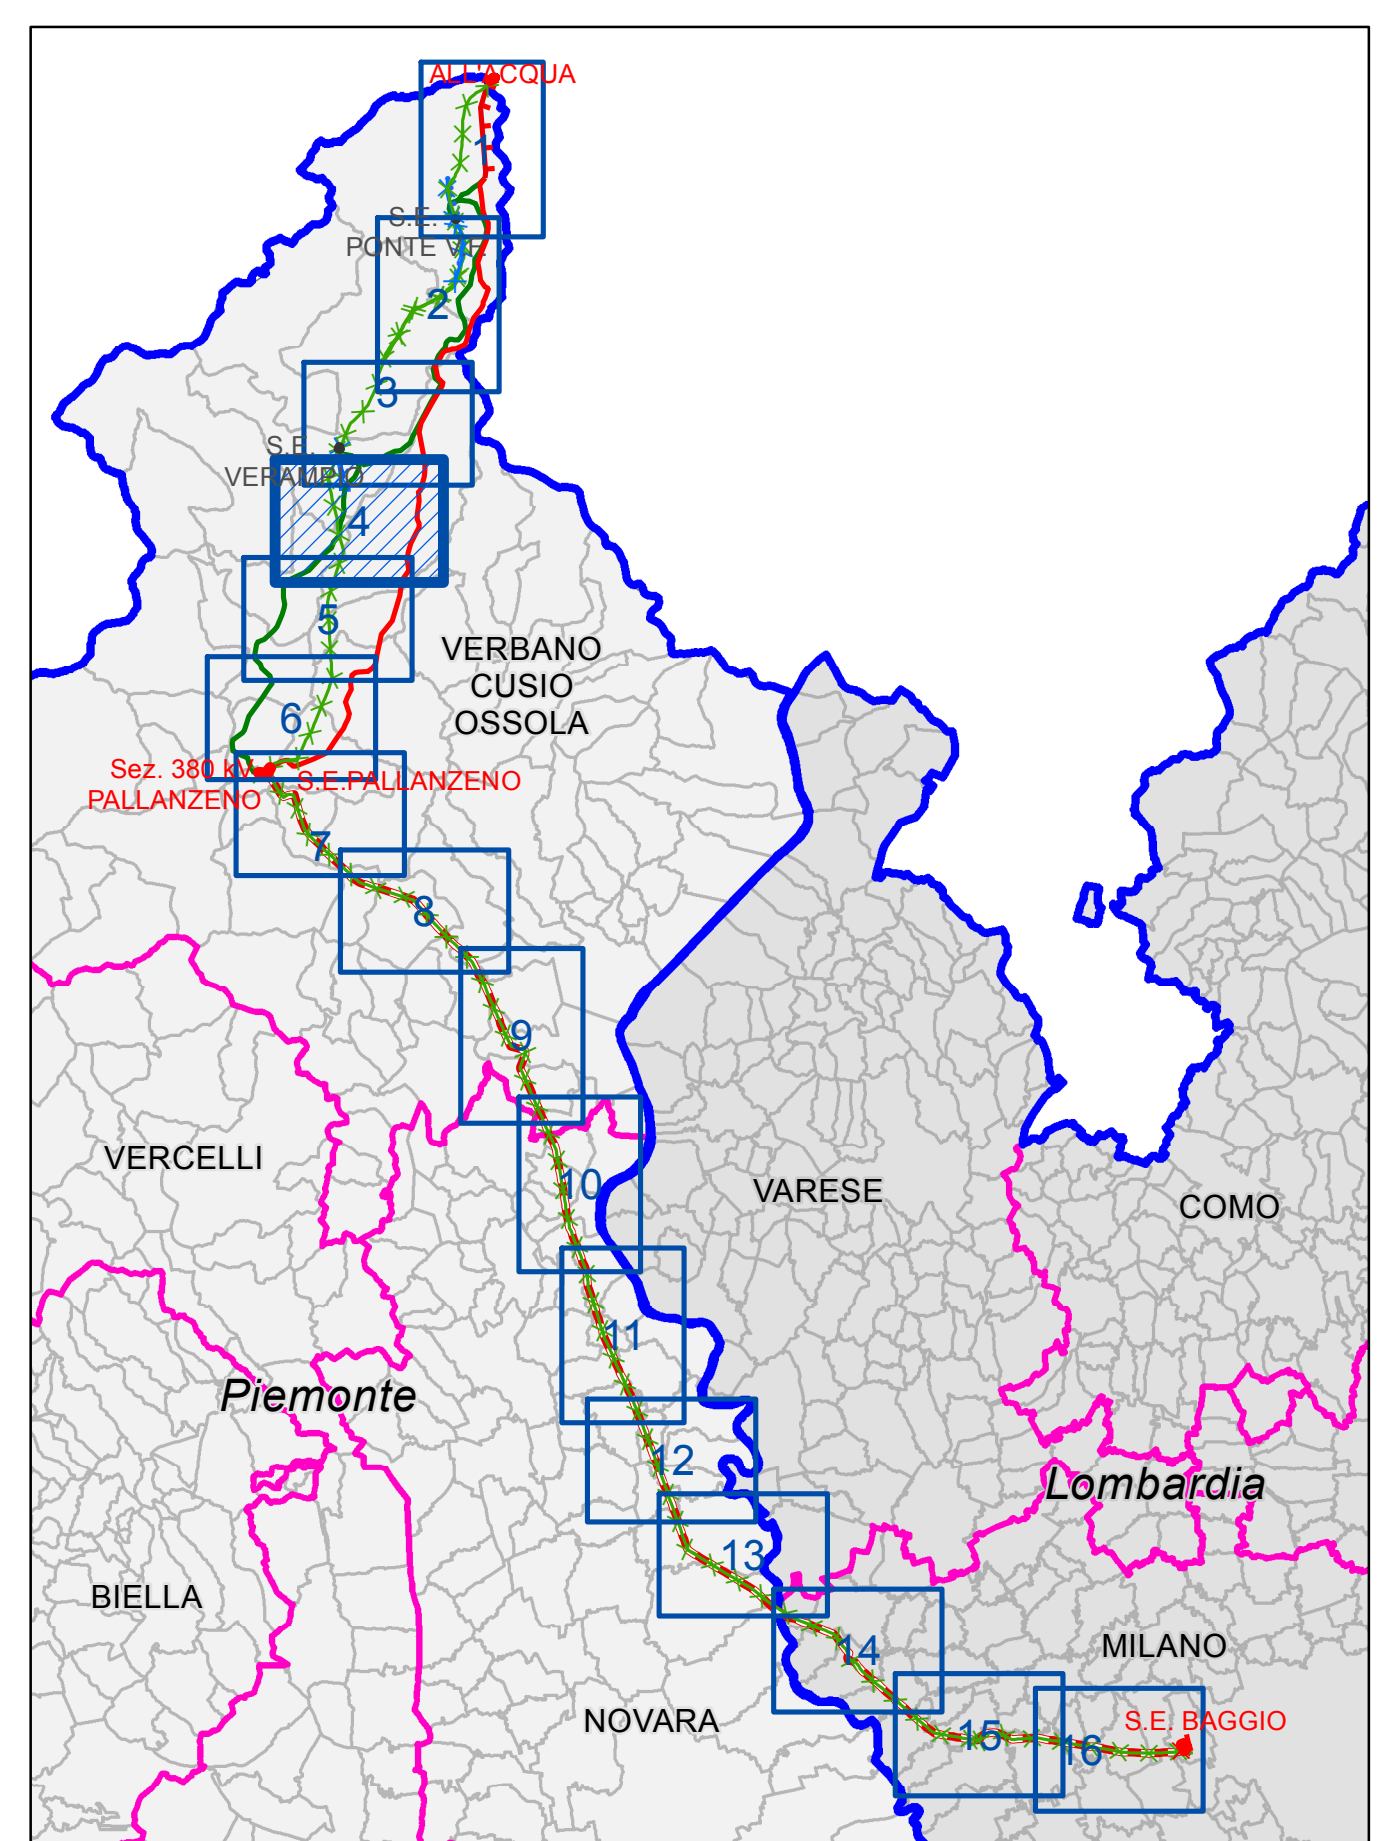 ALL'ACQUA
1
S.E.
PONTE V.F.
2
3
S.E.
VERAMPIO
4
5
VERBANO
CUSIO
OSSOLA
6
Sez. 380 kV
PALLANZENO
S.E.PALLANZENO
7
8
9
VERCELLI
10
VARESE
COMO
11
Piemonte
12
Lombardia
13
BIELLA
14
MILANO
NOVARA
S.E. BAGGIO
15
16